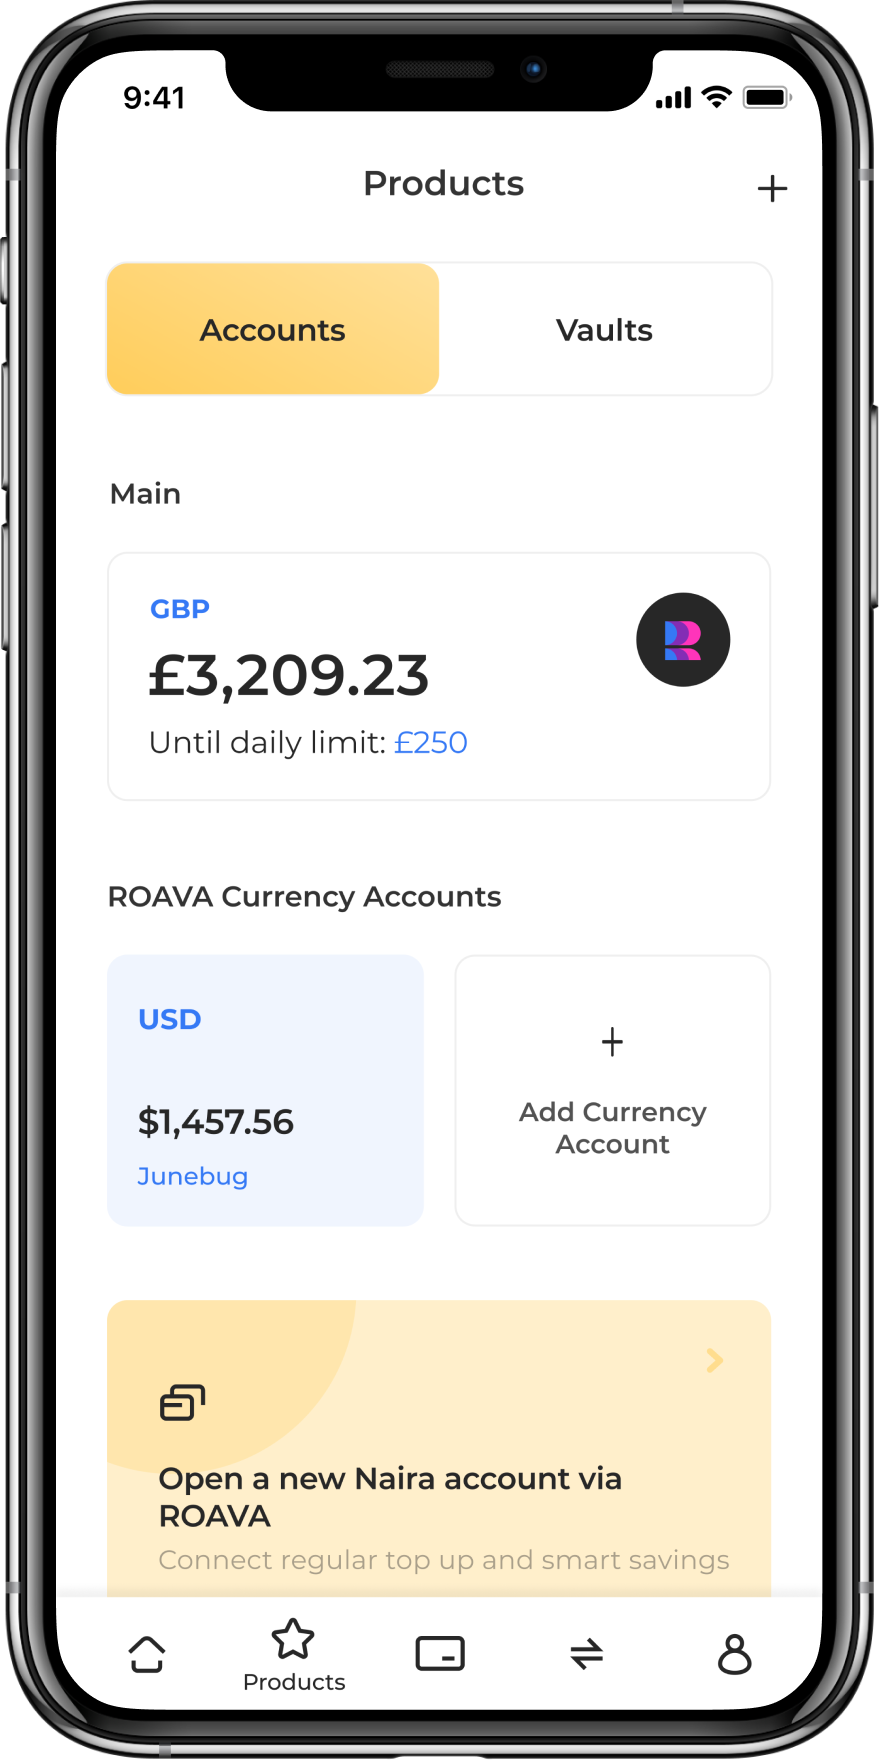 9:41
Products
Accounts
Vaults
Main
GBP
£3,209.23
Until daily limit: £250
ROAVA Currency Accounts
USD
$1,457.56
Junebug
Add Currency
Account
Open a new Naira account via
ROAVA
Connect regular top up and smart savings
Products